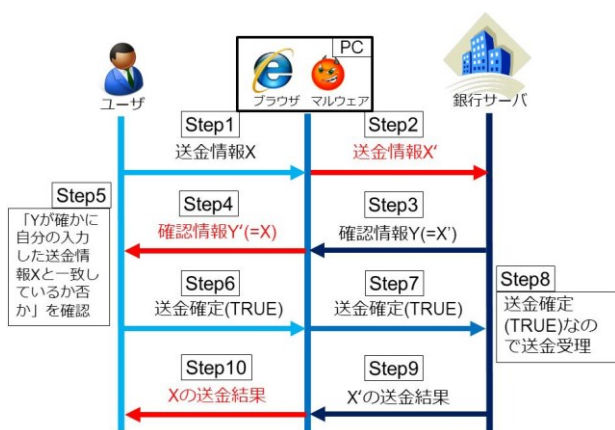 PC
ユーザ
ブラウザ マルウェア
銀行サーバ
Step1
送金情報X
Step2
送金情報X'
Step3
確認情報Y(=X')
Step4
確認情報Y'(=X)
Step5
「Yが確かに
自分の入力
した送金情
報Xと一致し
ているか否
か」を確認
Step6
送金確定(TRUE)
Step7
送金確定(TRUE)
Step8
送金確定
(TRUE)なの
で送金受理
Step9
X'の送金結果
Step10
Xの送金結果